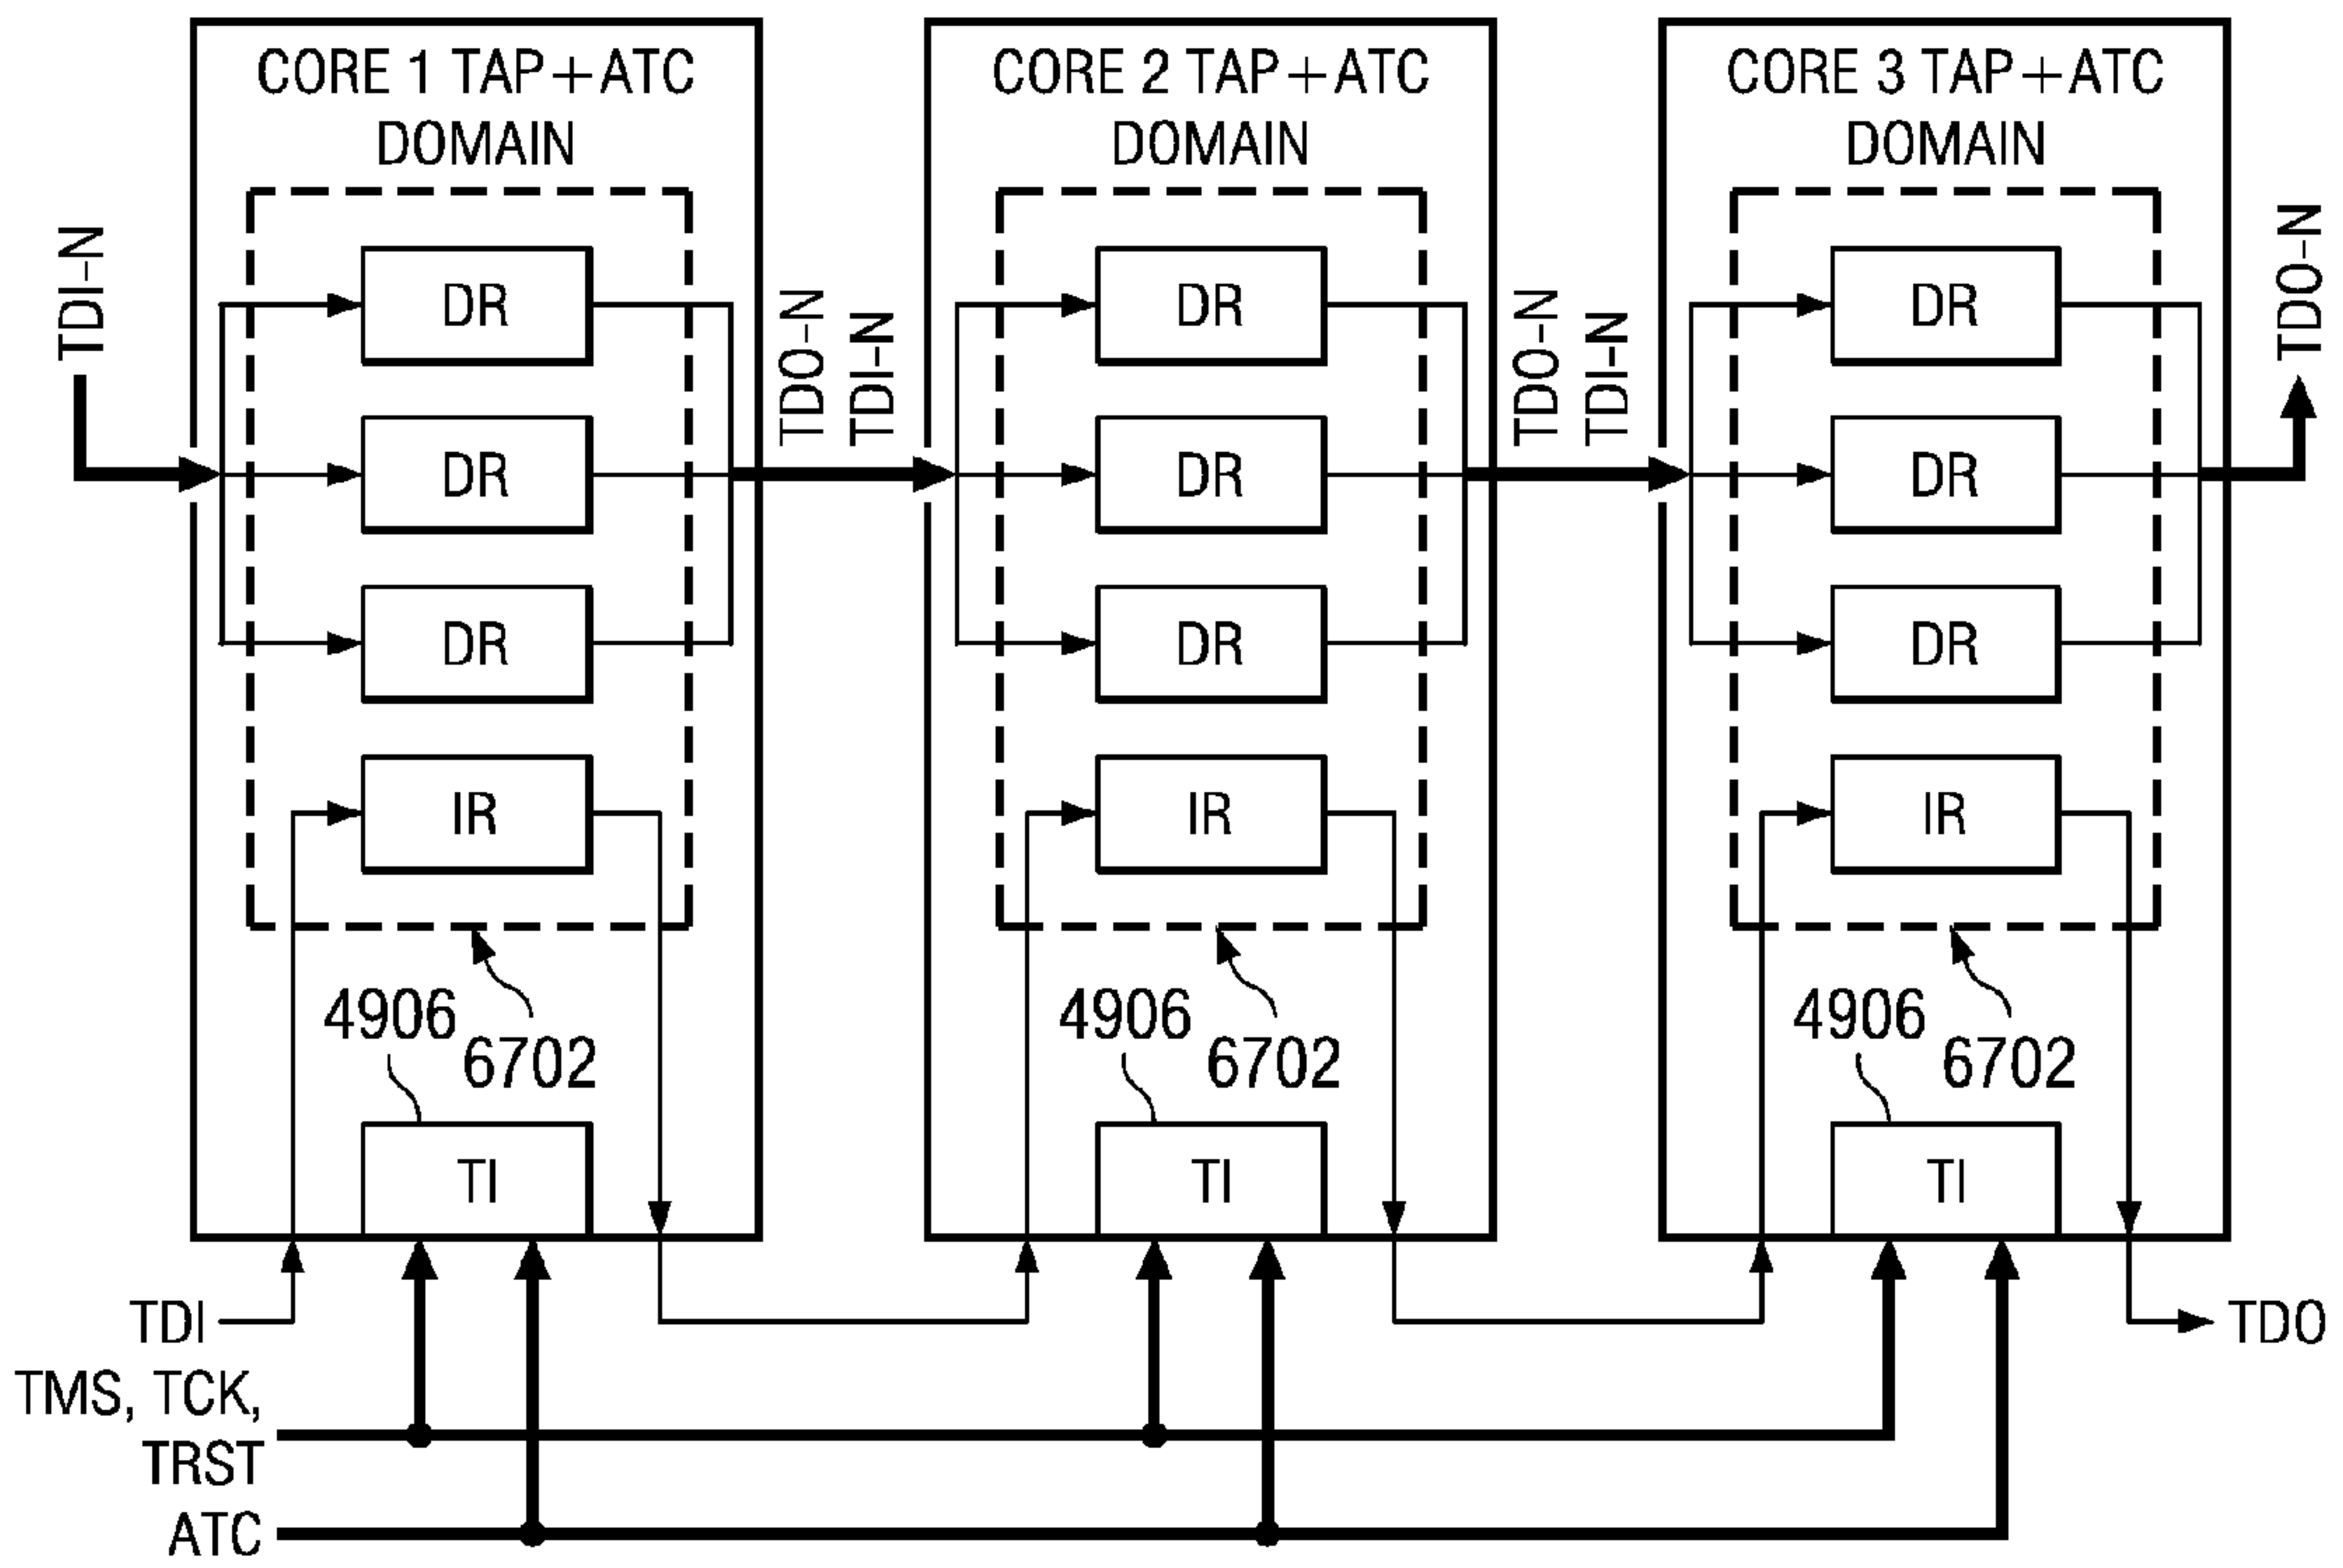 CORE 1 TAP+ATC
DOMAIN
CORE 2 TAP+ATC
DOMAIN
CORE 3 TAP+ATC
DOMAIN
TDI-N
DR
DR
DR
IR
TDO-N
TDI-N
DR
DR
DR
IR
TDO-N
TDI-N
DR
DR
DR
IR
TDO-N
4906
6702
TI
4906
6702
TI
4906
6702
TI
TDI
TDO
TMS, TCK,
TRST
ATC